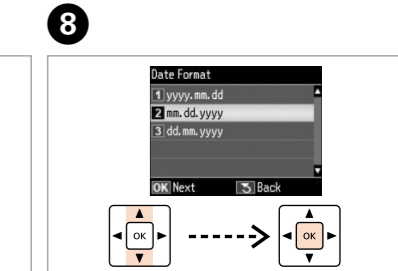 8
Date Format
1 yyyy.mm.dd
2 mm.dd.yyyy
3 dd.mm.yyyy
OK Next Back
OK OK